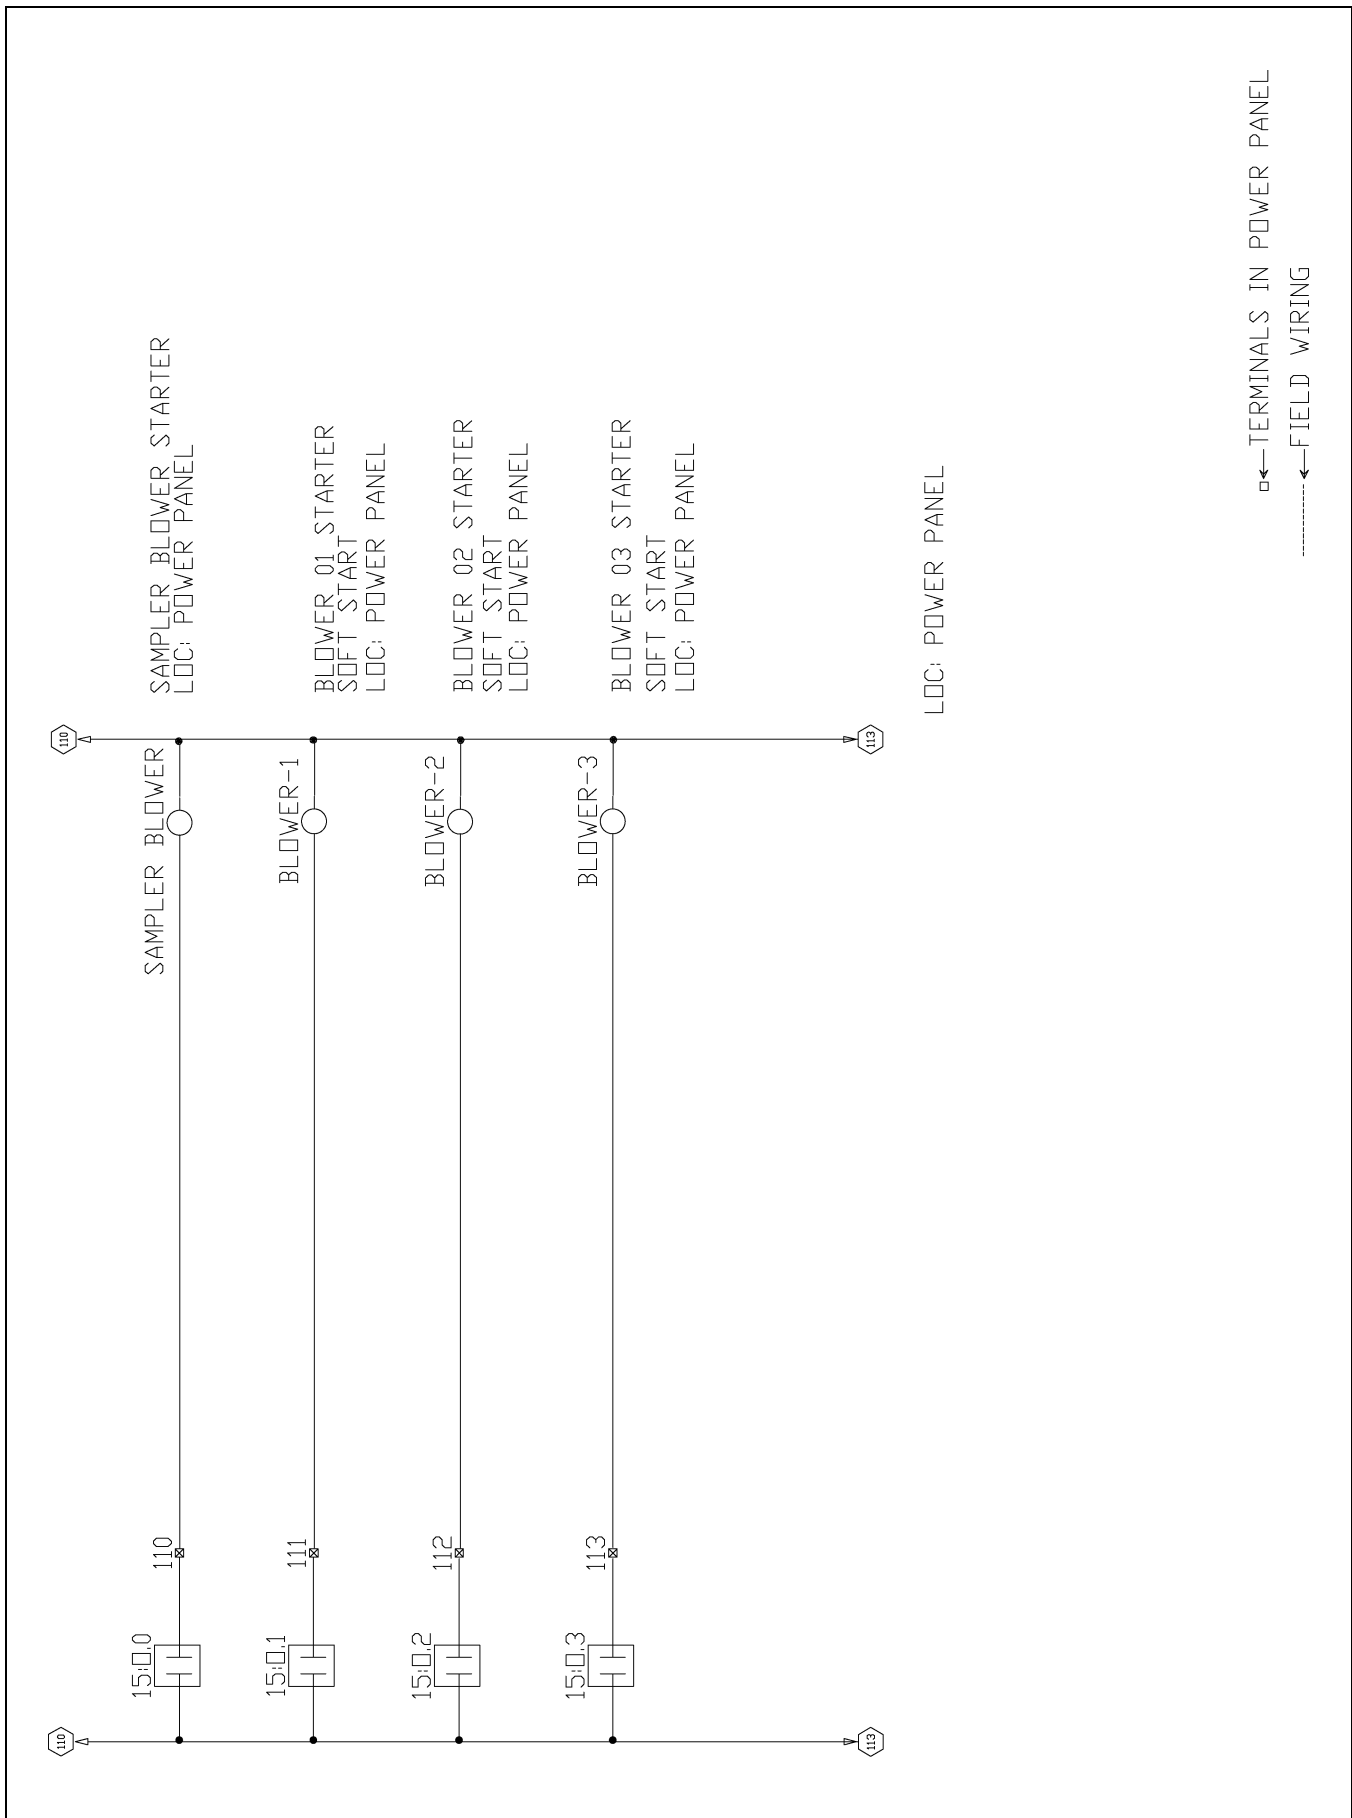 110
110
15:O.0
110
SAMPLER BLOWER
SAMPLER BLOWER STARTER
LOC: POWER PANEL
15:O.1
111
BLOWER-1
BLOWER 01 STARTER
SOFT START
LOC: POWER PANEL
15:O.2
112
BLOWER-2
BLOWER 02 STARTER
SOFT START
LOC: POWER PANEL
15:O.3
113
BLOWER-3
BLOWER 03 STARTER
SOFT START
LOC: POWER PANEL
113
113
LOC: POWER PANEL
TERMINALS IN POWER PANEL
FIELD WIRING